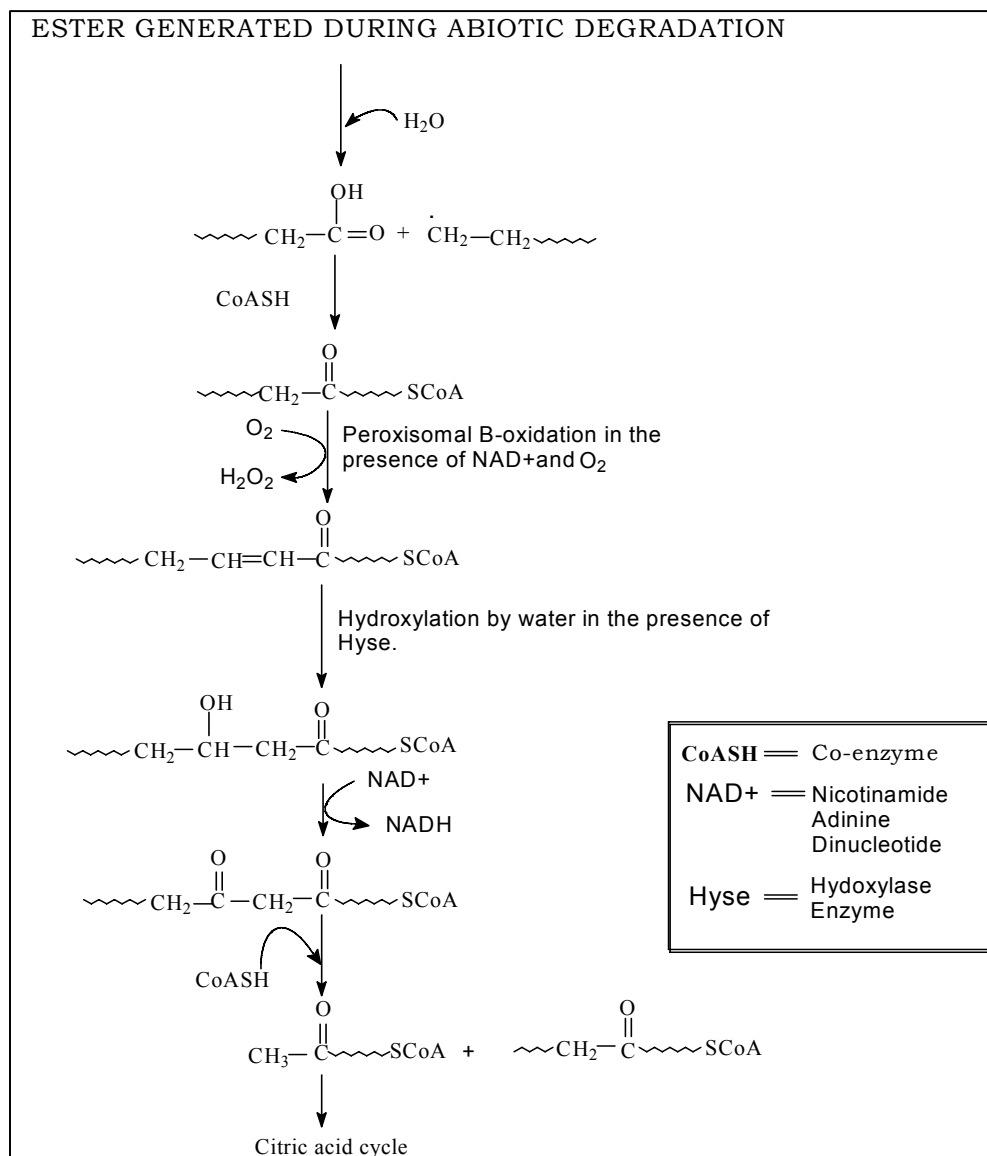 ESTER GENERATED DURING ABIOTIC DEGRADATION
H2O
OH
CH2—C=O + ·CH2—CH2
CoASH
O
CH2—C SCoA
O2
Peroxisomal B-oxidation in the
presence of NAD+and O2
H2O2
O
CH2—CH=CH—C SCoA
Hydroxylation by water in the presence of
Hyse.
OH O
CH2—CH—CH2—C SCoA
NAD+
NADH
O O
CH2—C—CH2—C SCoA
CoASH
O O
CH3—C SCoA + CH2—C SCoA
Citric acid cycle
CoASH = Co-enzyme
NAD+ = Nicotinamide
Adinine
Dinucleotide
Hyse = Hydoxylase
Enzyme